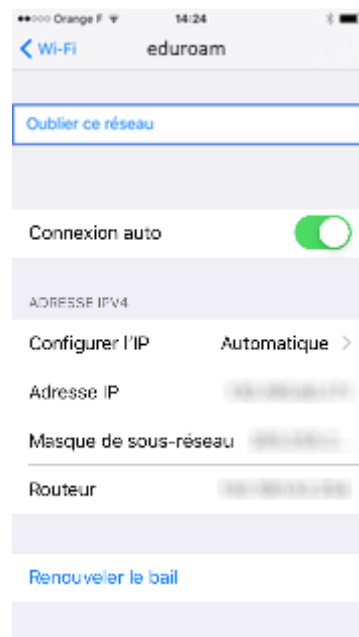 Orange F 14:24
Wi-Fi eduroam
Oublier ce réseau
Connexion auto
ADRESSE IPV4
Configurer l'IP Automatique
Adresse IP
Masque de sous-réseau
Routeur
Renouveler le bail